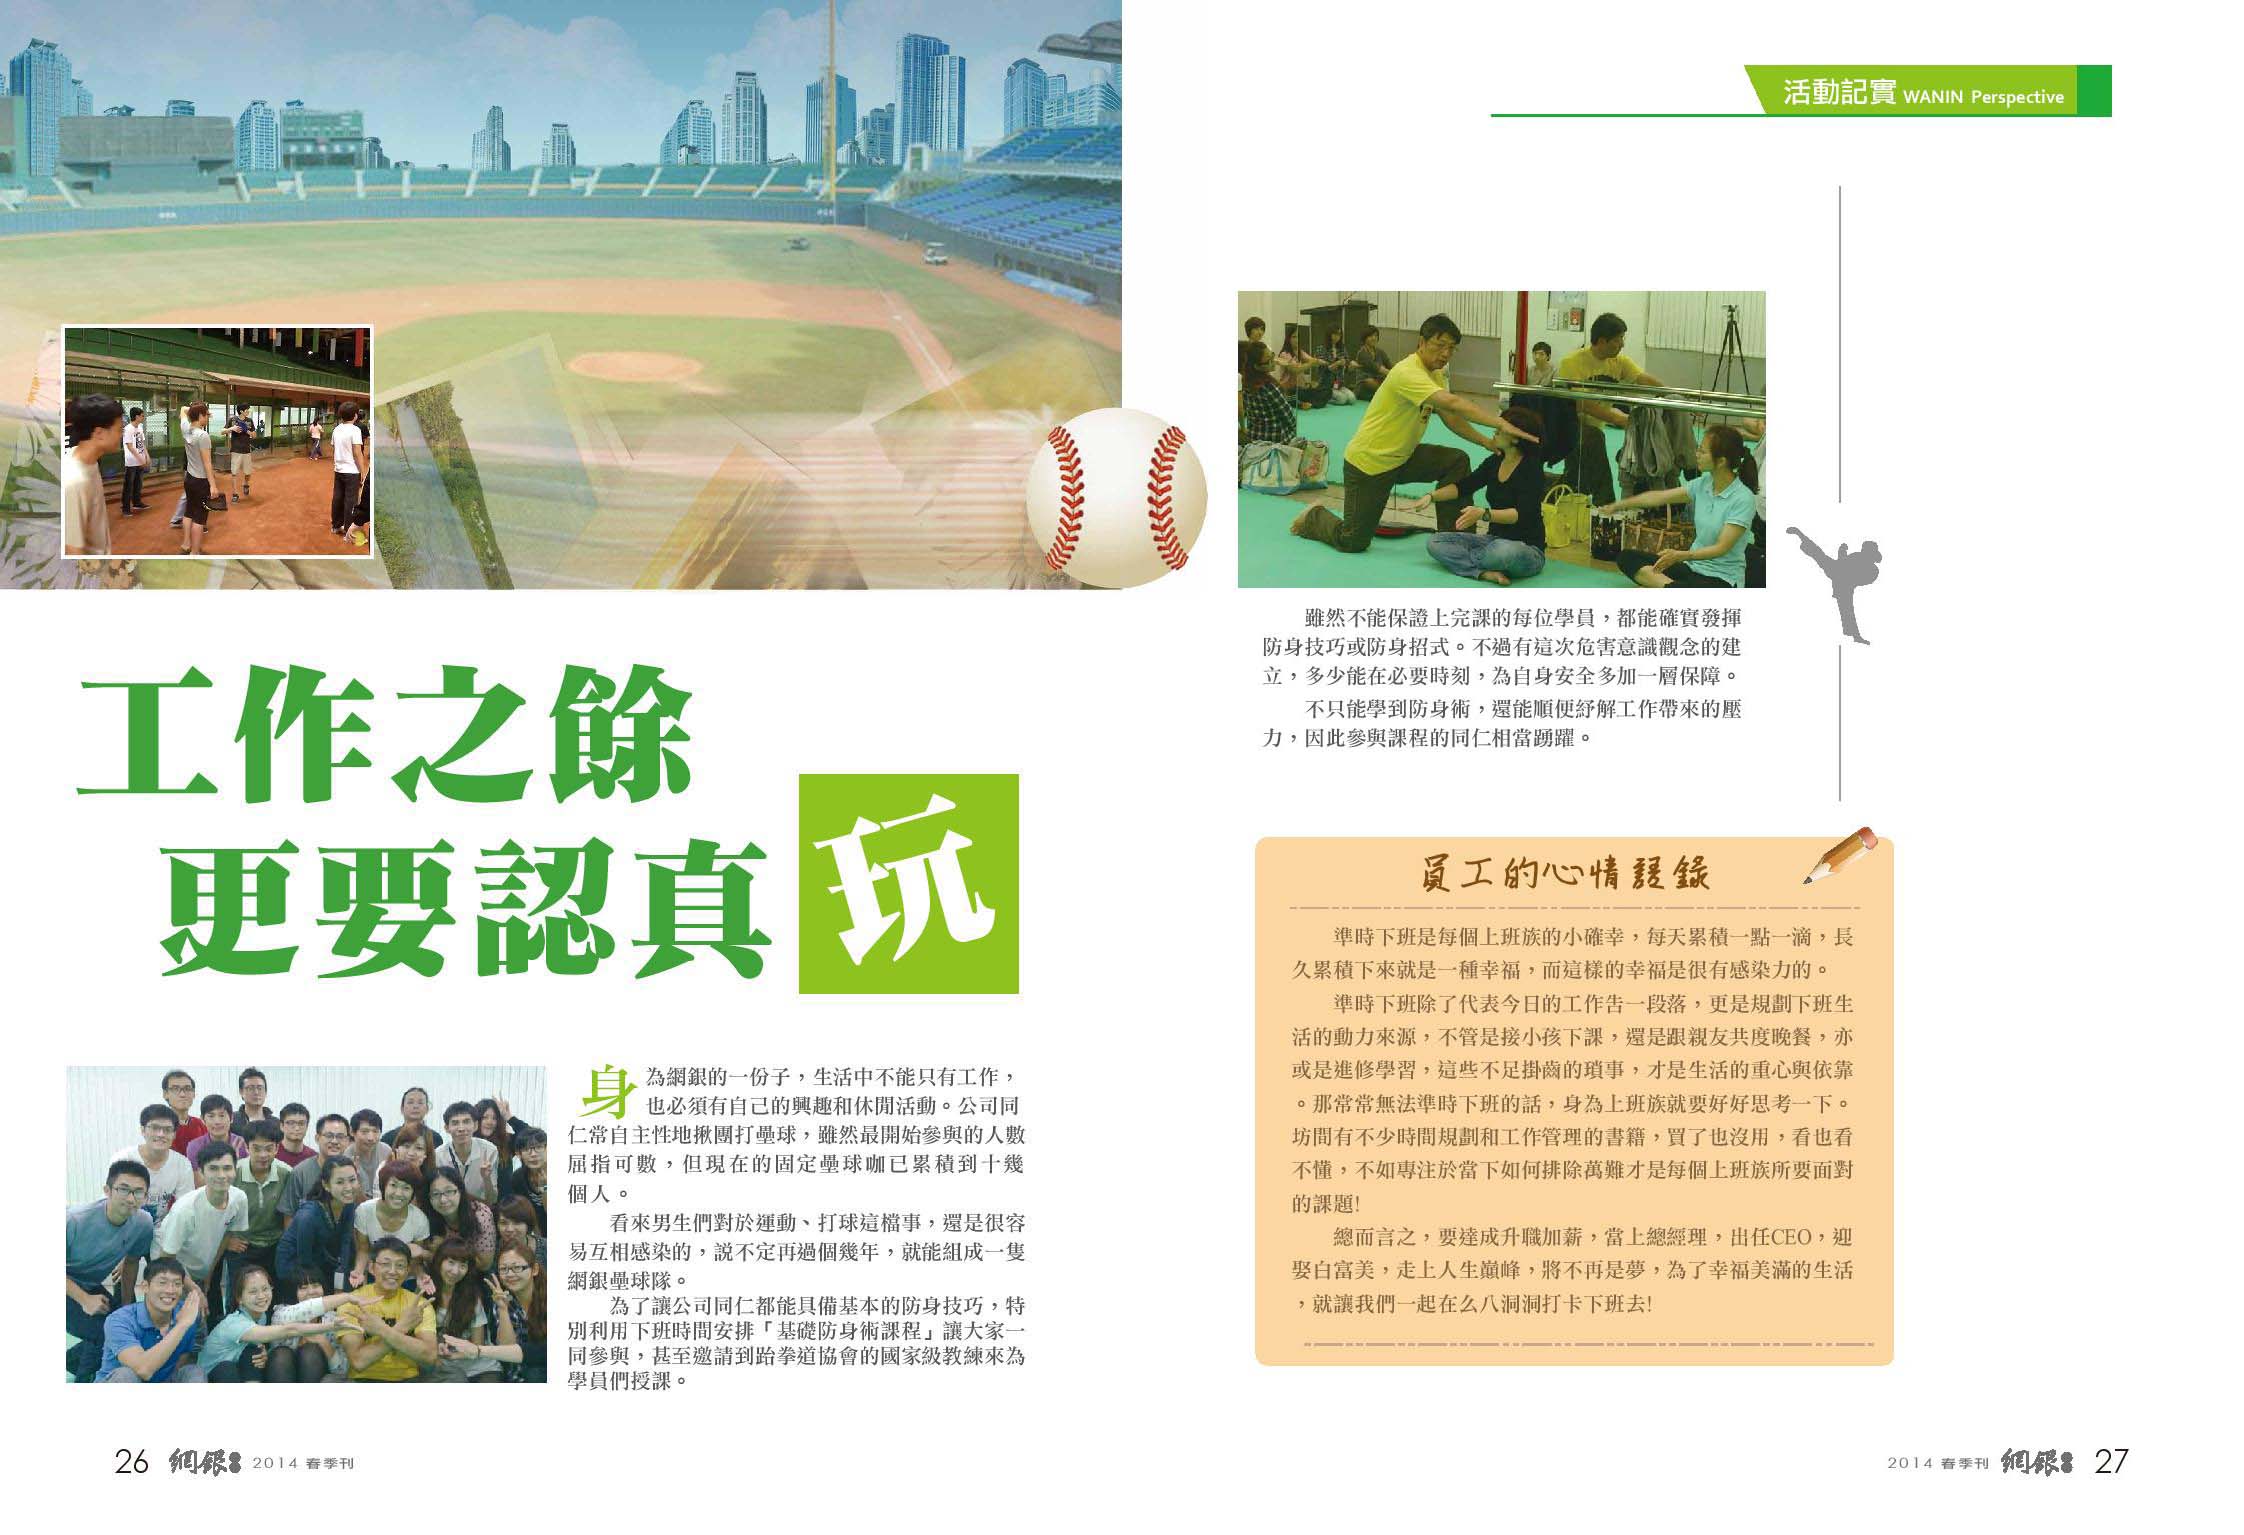 活動記實 WANIN Perspective
工作之餘
更要認真玩
身為網銀的一份子，生活中不能只有工作，
也必須有自己的興趣和休閒活動。公司同
仁常自主性地揪團打壘球，雖然最開始參與的人數
屈指可數，但現在的固定壘球咖已累積到十幾
個人。
看來男生們對於運動、打球這檔事，還是很容
易互相感染的，說不定再過個幾年，就能組成一隻
網銀壘球隊。
為了讓公司同仁都能具備基本的防身技巧，特
別利用下班時間安排「基礎防身術課程」讓大家一
同參與，甚至邀請到跆拳道協會的國家級教練來為
學員們授課。
雖然不能保證上完課的每位學員，都能確實發揮
防身技巧或防身招式。不過有這次危害意識觀念的建
立，多少能在必要時刻，為自身安全多加一層保障。
不只能學到防身術，還能順便紓解工作帶來的壓
力，因此參與課程的同仁相當踴躍。
員工的心情語錄
準時下班是每個上班族的小確幸，每天累積一點一滴，長
久累積下來就是一種幸福，而這樣的幸福是很有感染力的。
準時下班除了代表今日的工作告一段落，更是規劃下班生
活的動力來源，不管是接小孩下課，還是跟親友共度晚餐，亦
或是進修學習，這些不足掛齒的瑣事，才是生活的重心與依靠
。那常常無法準時下班的話，身為上班族就要好好思考一下。
坊間有不少時間規劃和工作管理的書籍，買了也沒用，看也看
不懂，不如專注於當下如何排除萬難才是每個上班族所要面對
的課題!
總而言之，要達成升職加薪，當上總經理，出任CEO，迎
娶白富美，走上人生巔峰，將不再是夢，為了幸福美滿的生活
，就讓我們一起在么八洞洞打卡下班去!
26 網銀 2014 春季刊
2014 春季刊 網銀 27